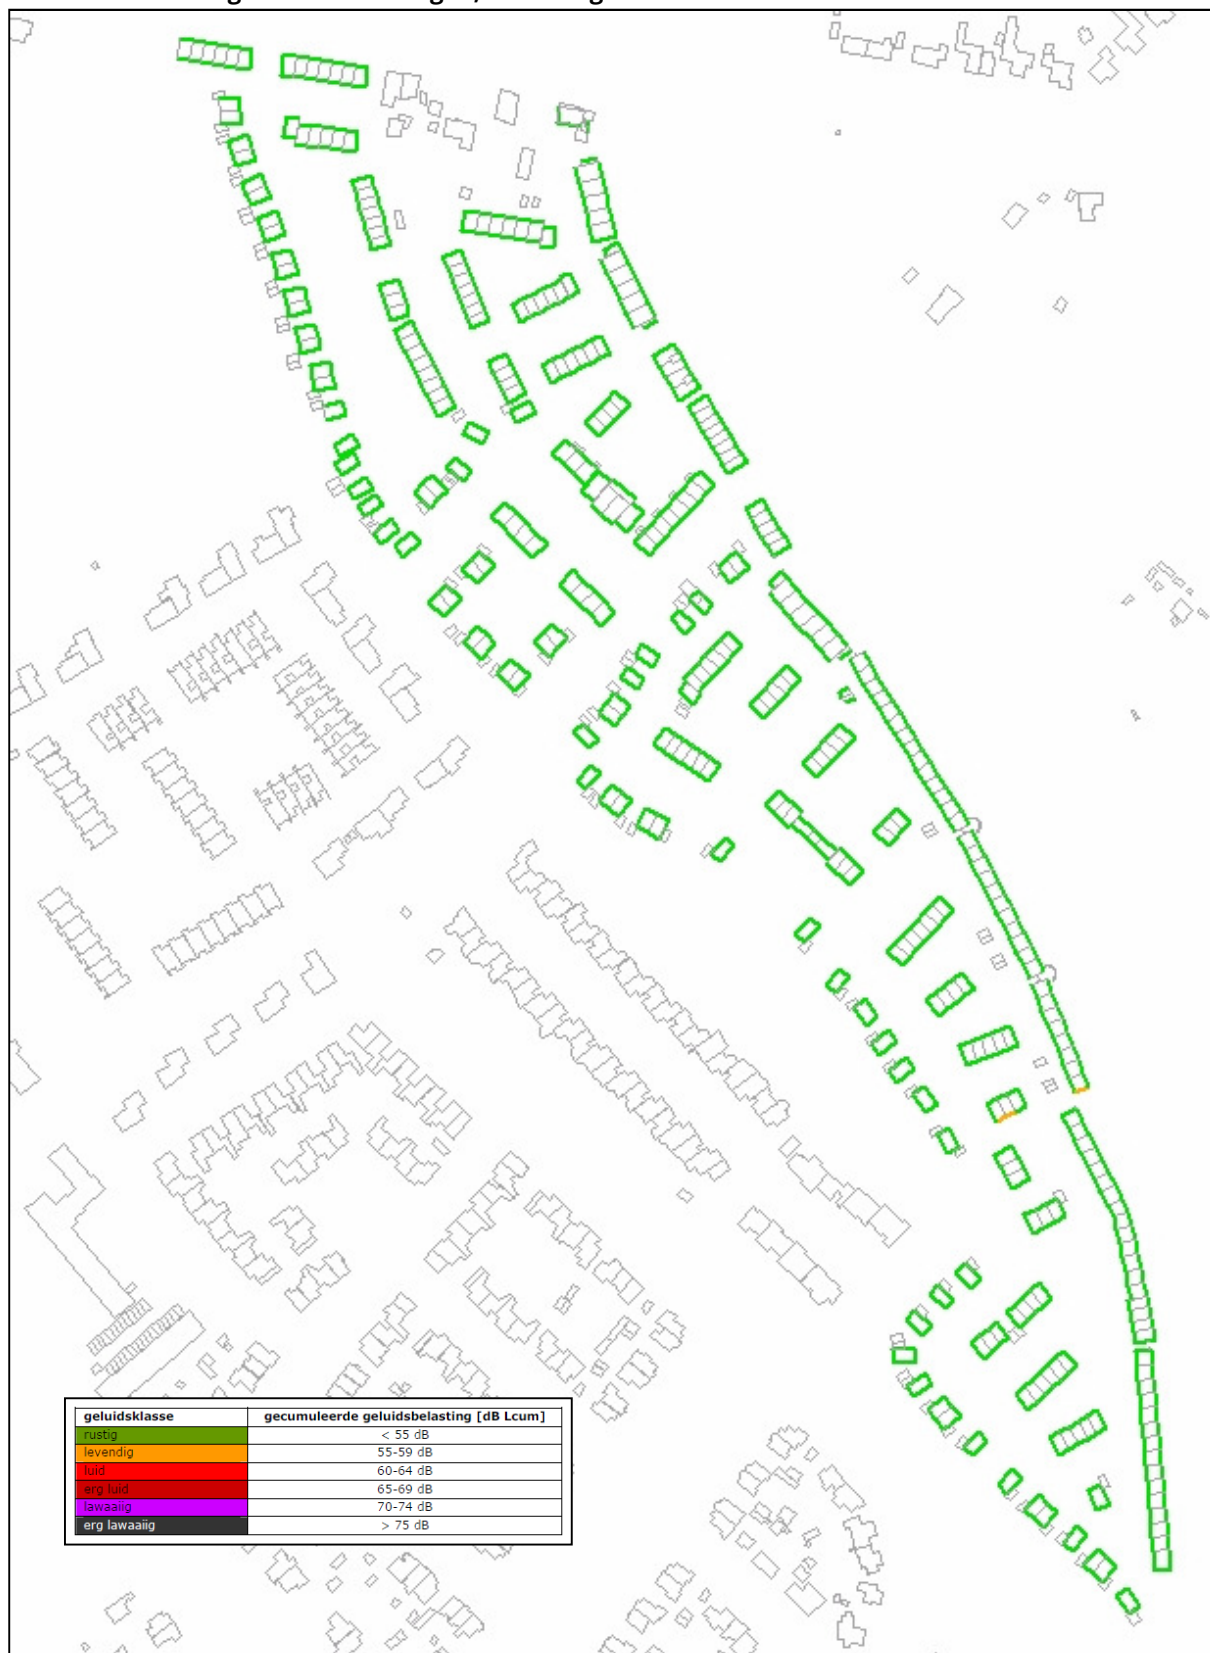 geluidsklasse gecumuleerde geluidsbelasting [dB Lcum]
rustig < 55 dB
levendig 55-59 dB
luid 60-64 dB
erg luid 65-69 dB
lawaaiig 70-74 dB
erg lawaaiig > 75 dB